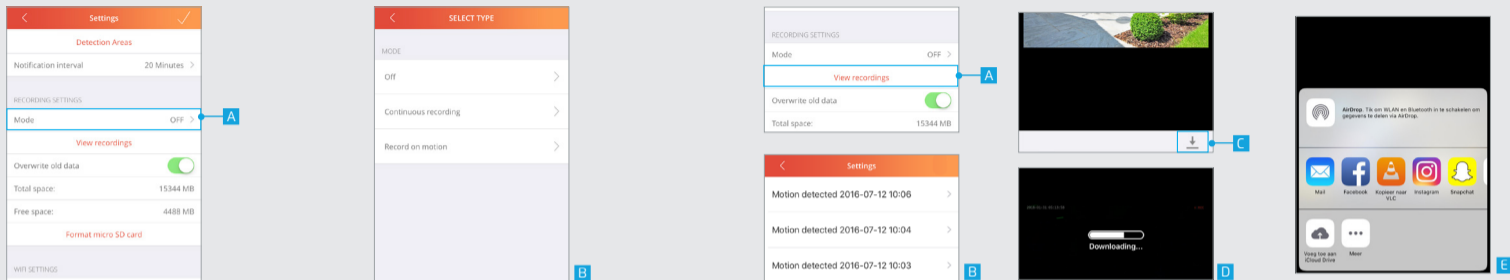 Settings
Detection Areas
Notification interval 20 Minutes
RECORDING SETTINGS
Mode OFF
A
View recordings
Overwrite old data
Total space: 15344 MB
Free space: 4488 MB
Format micro SD card
WIFI SETTINGS
SELECT TYPE
MODE
Off
Continuous recording
Record on motion
B
RECORDING SETTINGS
Mode OFF
View recordings
A
Overwrite old data
Total space: 15344 MB
Settings
Motion detected 2016-07-12 10:06
Motion detected 2016-07-12 10:04
Motion detected 2016-07-12 10:03
B
C
Downloading...
D
AirDrop. Tik om WLAN en Bluetooth in te schakelen om
gegevens te delen via AirDrop.
Mail Facebook Kopieer naar Instagram Snapchat
VLC
Voeg toe aan Meer
iCloud Drive
E